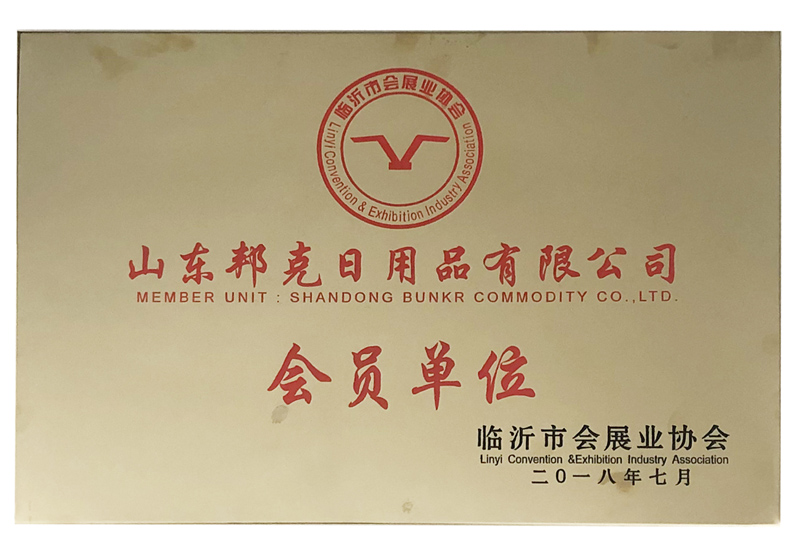 临沂市会展业协会
Linyi Convention & Exhibition Industry Association
山东邦克日用品有限公司
MEMBER UNIT : SHANDONG BUNKR COMMODITY CO.,LTD.
会员单位
临沂市会展业协会
Linyi Convention &Exhibition Industry Association
二〇一八年七月